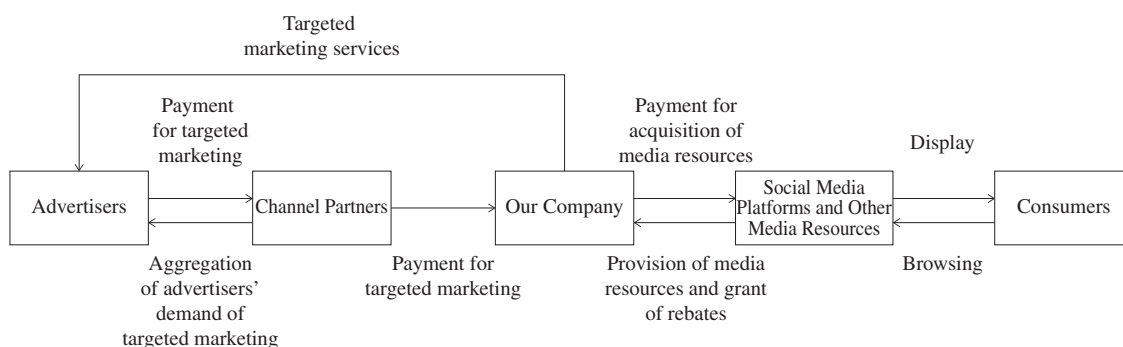 Targeted
marketing services
Payment
for targeted
marketing
Payment for
acquisition of
media resources
Display
Advertisers
Channel Partners
Our Company
Social Media
Platforms and Other
Media Resources
Consumers
Aggregation
of advertisers’
demand of
targeted marketing
Payment for
targeted marketing
Provision of media
resources and grant
of rebates
Browsing